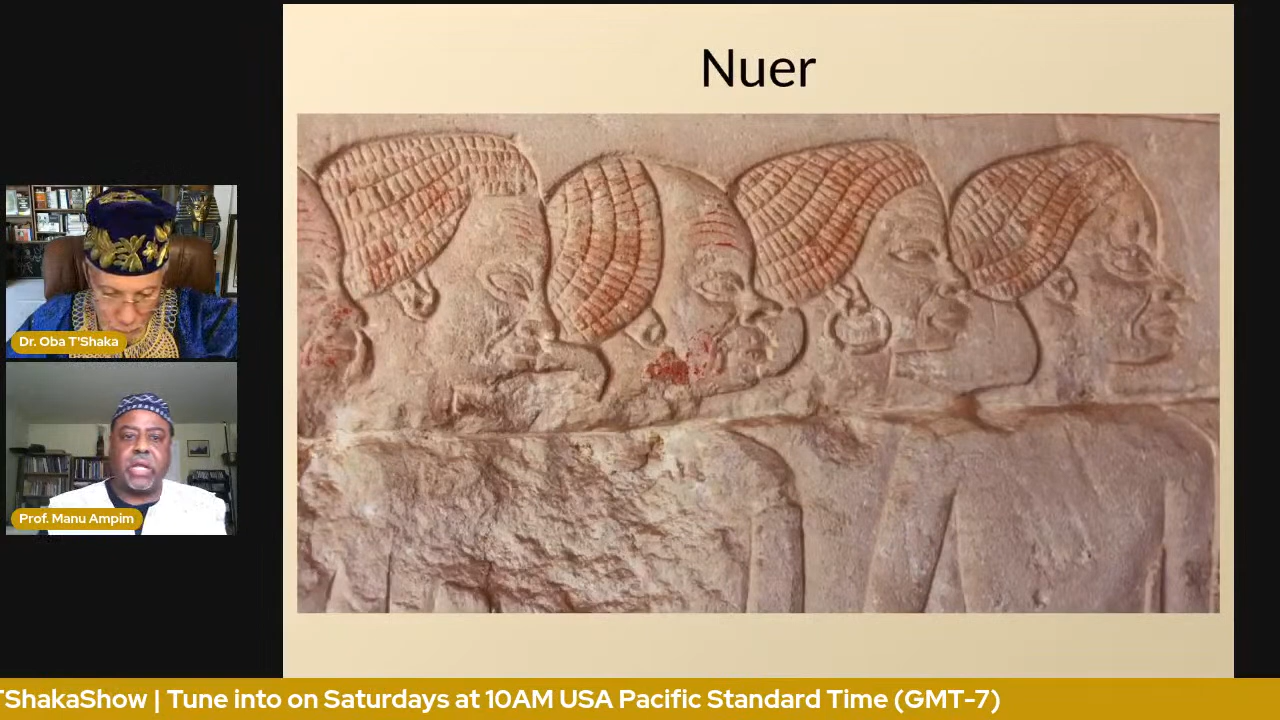 Nuer
Dr. Oba T'Shaka
Prof. Manu Ampim
TShakaShow | Tune into on Saturdays at 10AM USA Pacific Standard Time (GMT-7)